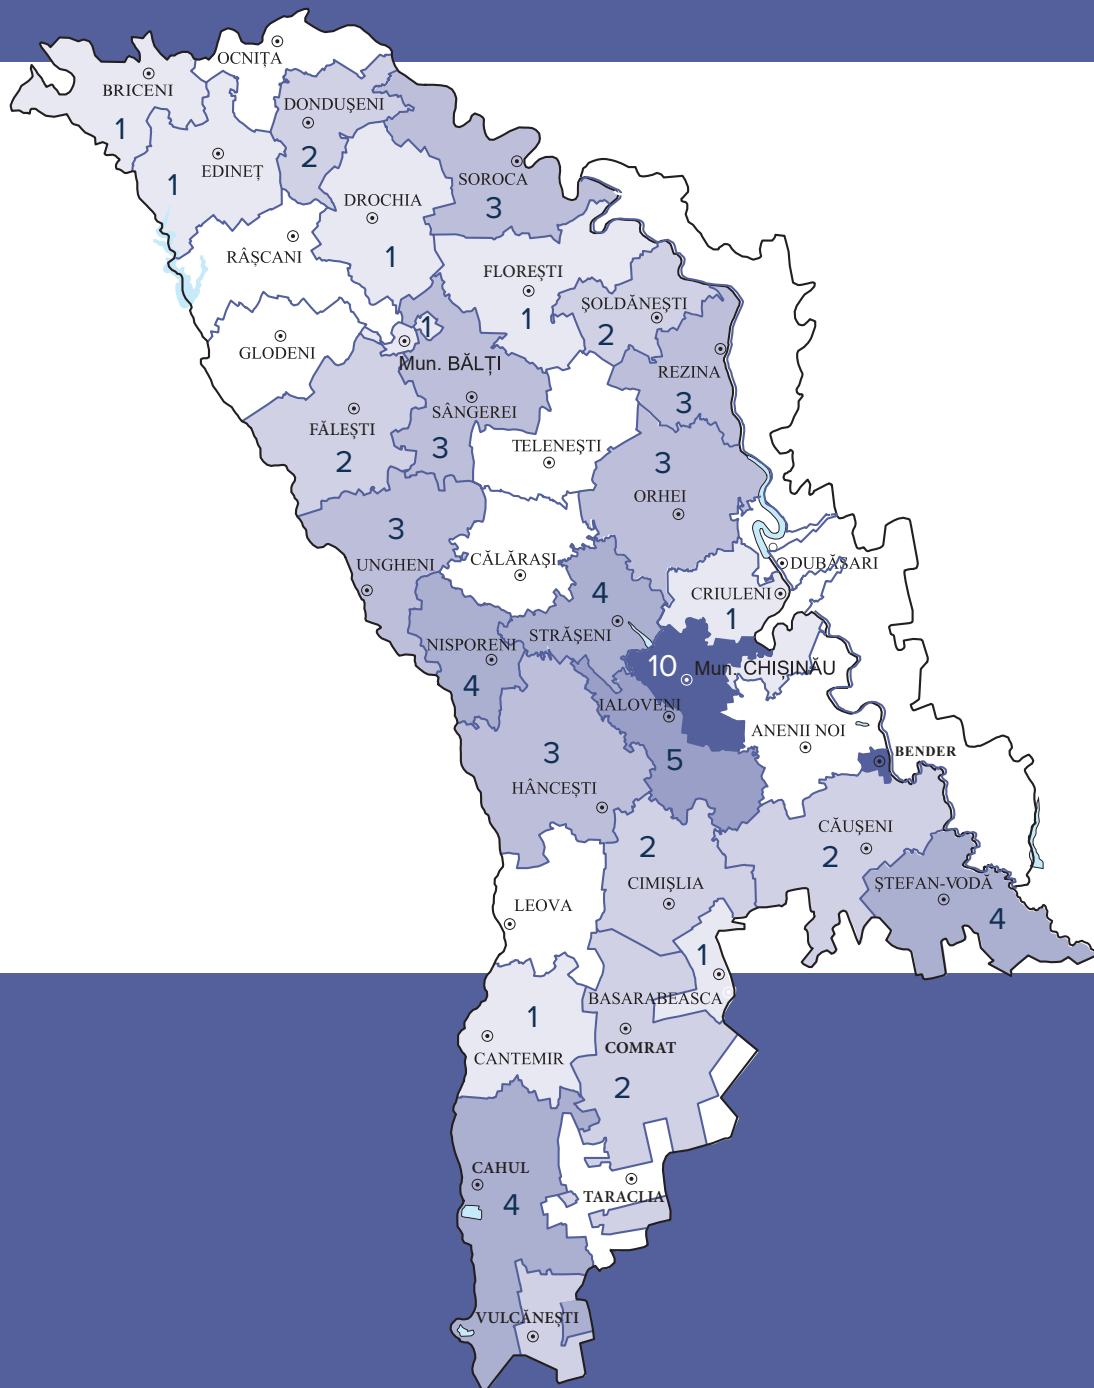 OCNIȚA
BRICENI
1
DONDUȘENI
2
EDINEȚ
1
SOROCA
3
DROCHIA
1
RÂȘCANI
FLOREȘTI
1
ȘOLDĂNEȘTI
2
GLODENI
1
Mun. BĂLȚI
REZINA
3
SÂNGEREI
3
FĂLEȘTI
2
TELENEȘTI
3
ORHEI
3
UNGHENI
CĂLĂRAȘI
DUBĂSARI
CRIULENI
1
4
STRĂȘENI
NISPORENI
4
10
Mun. CHIȘINĂU
IALOVENI
5
ANENII NOI
BENDER
3
HÂNCEȘTI
CĂUȘENI
2
2
CIMIȘLIA
ȘTEFAN-VODĂ
4
LEOVA
1
BASARABEASCA
1
CANTEMIR
COMRAT
2
CAHUL
4
TARACLIA
VULCĂNEȘTI